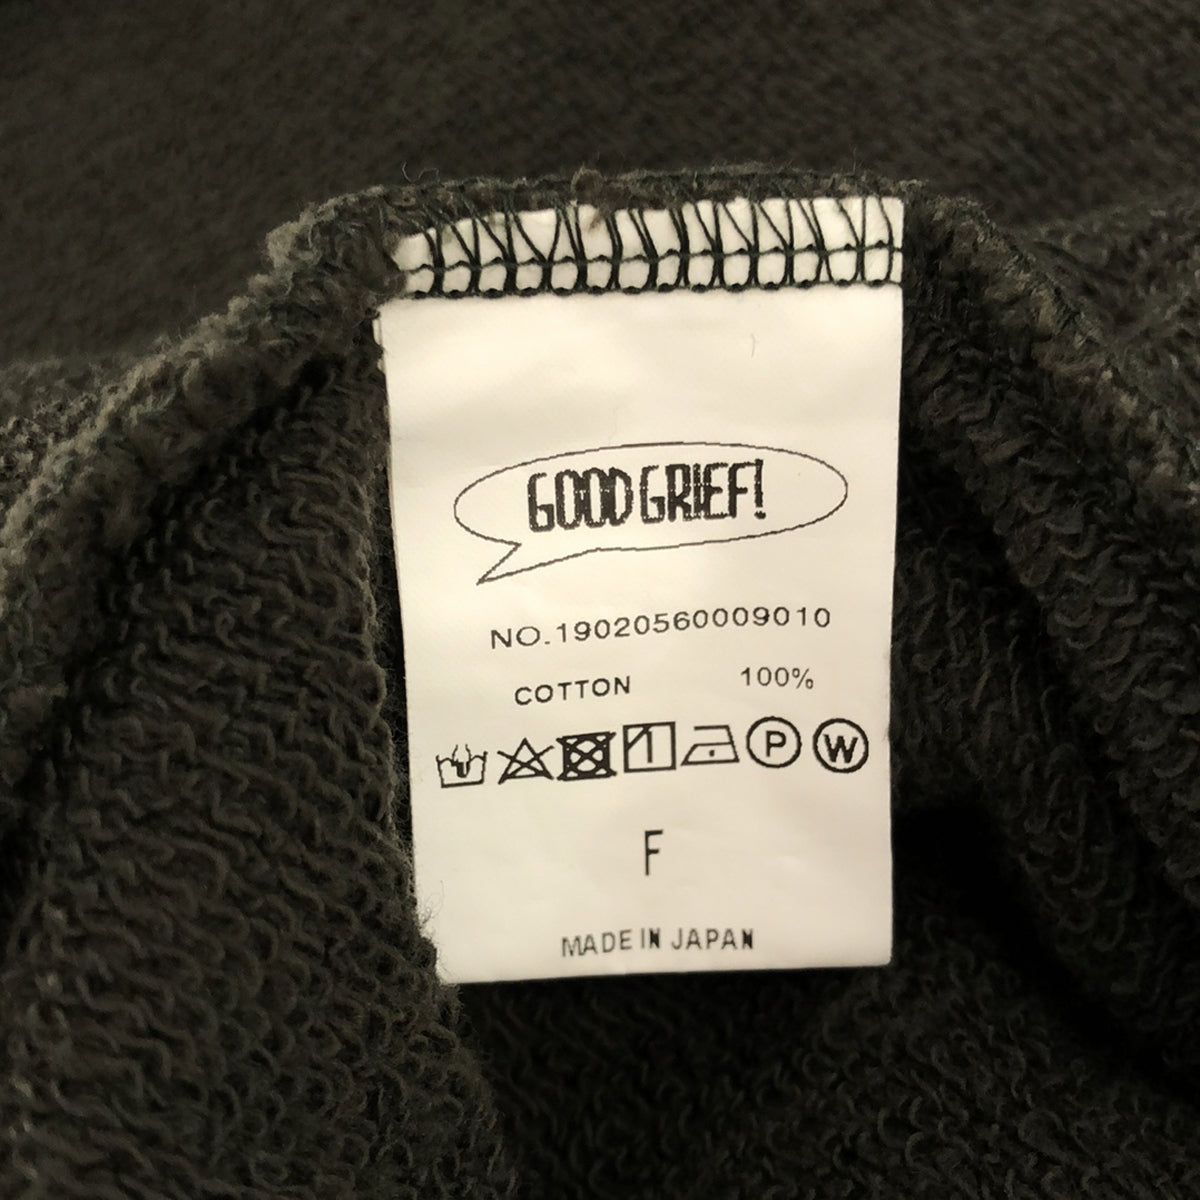 GOOD GRIEF!
NO.19020560009010
COTTON 100%
P W
F
MADE IN JAPAN